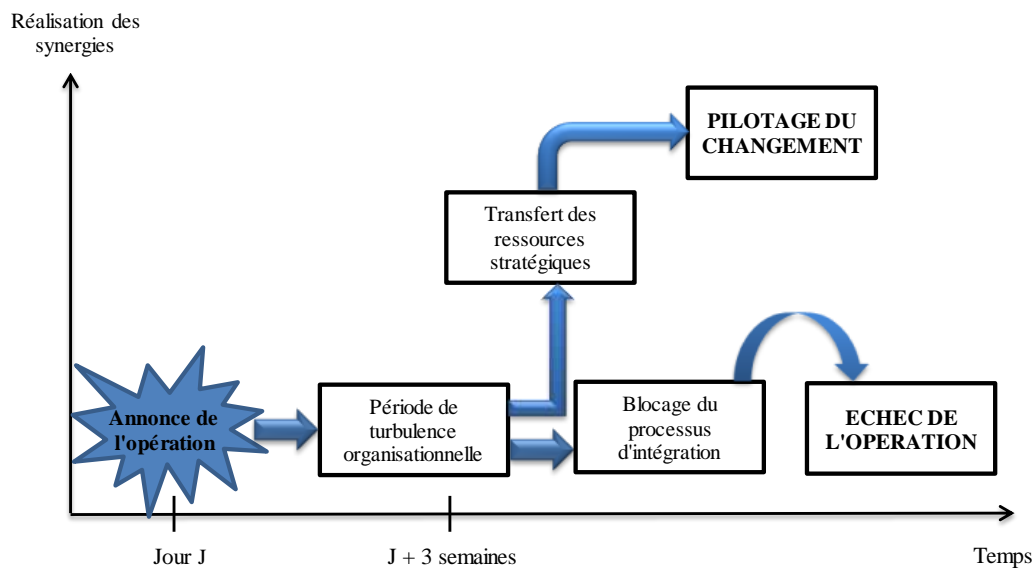 Réalisation des
synergies
PILOTAGE DU
CHANGEMENT
Transfert des
ressources
stratégiques
Annonce de
l'opération
Période de
turbulence
organisationnelle
Blocage du
processus
d'intégration
ECHEC DE
L'OPERATION
Jour J
J + 3 semaines
Temps